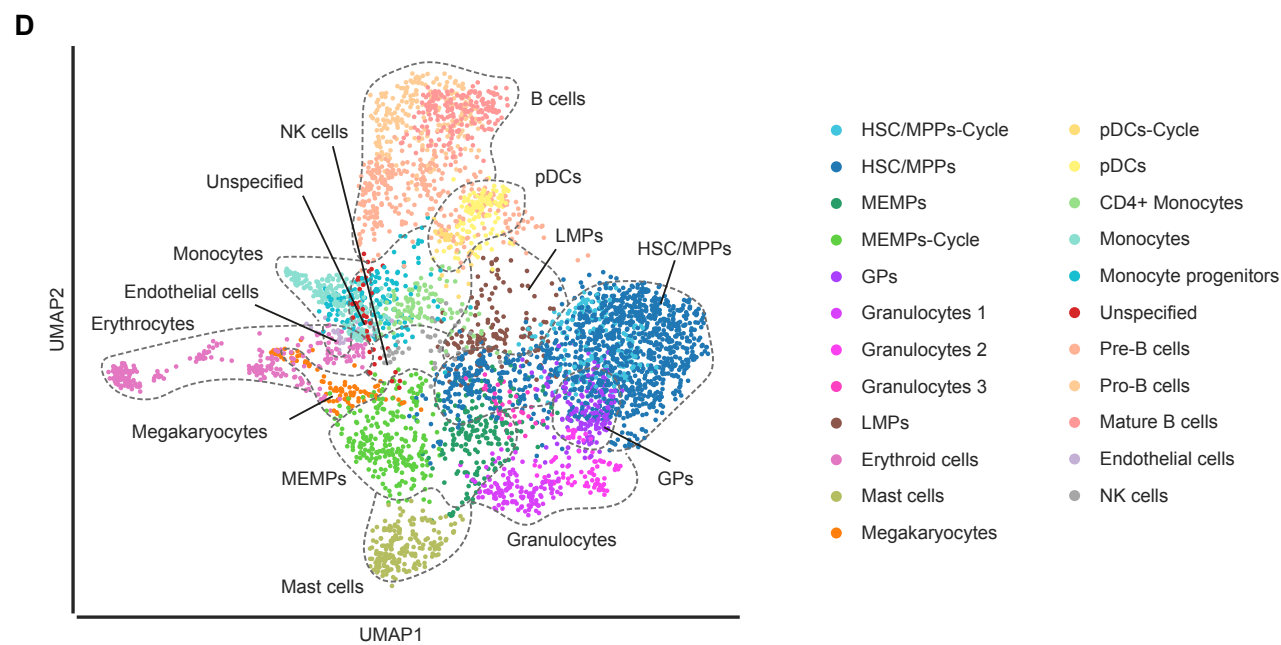 D
B cells
NK cells
Unspecified
pDCs
LMPs
HSC/MPPs
Monocytes
Endothelial cells
Erythrocytes
Megakaryocytes
MEMPs
GPs
Granulocytes
Mast cells
UMAP2
UMAP1
HSC/MPPs-Cycle
HSC/MPPs
MEMPs
MEMPs-Cycle
GPs
Granulocytes 1
Granulocytes 2
Granulocytes 3
LMPs
Erythroid cells
Mast cells
Megakaryocytes
pDCs-Cycle
pDCs
CD4+ Monocytes
Monocytes
Monocyte progenitors
Unspecified
Pre-B cells
Pro-B cells
Mature B cells
Endothelial cells
NK cells